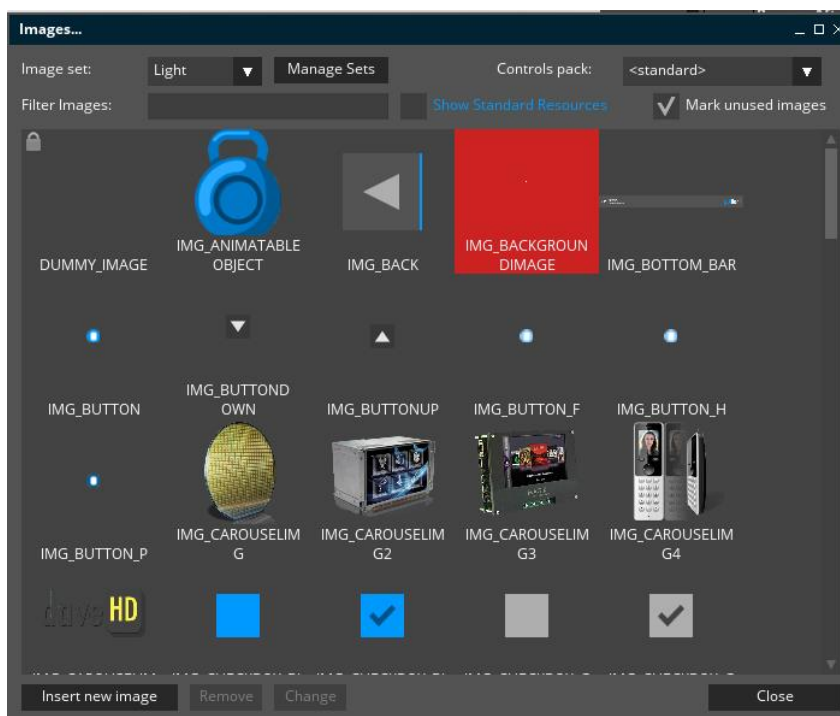 Images...
Image set:
Light
Manage Sets
Controls pack:
<standard>
Filter Images:
Show Standard Resources
Mark unused images
DUMMY_IMAGE
IMG_ANIMATABLE
OBJECT
IMG_BACK
IMG_BACKGROUN
DIMAGE
IMG_BOTTOM_BAR
IMG_BUTTON
IMG_BUTTOND
OWN
IMG_BUTTONUP
IMG_BUTTON_F
IMG_BUTTON_H
IMG_BUTTON_P
IMG_CAROUSELIM
G
IMG_CAROUSELIM
G2
IMG_CAROUSELIM
G3
IMG_CAROUSELIM
G4
dave HD
Insert new image
Remove
Change
Close